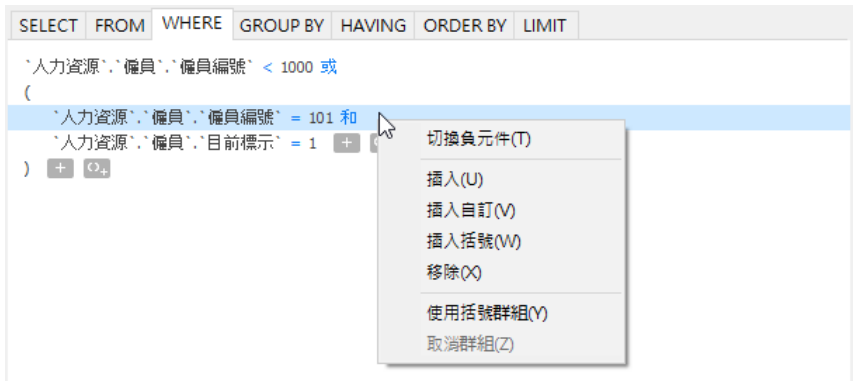 SELECT FROM WHERE GROUP BY HAVING ORDER BY LIMIT
`人力資源`.`僱員`.`僱員編號` < 1000 或
(
`人力資源`.`僱員`.`僱員編號` = 101 和
`人力資源`.`僱員`.`目前標示` = 1 +
) + ()+
切換負元件(T)
插入(U)
插入自訂(V)
插入括號(W)
移除(X)
使用括號群組(Y)
取消群組(Z)